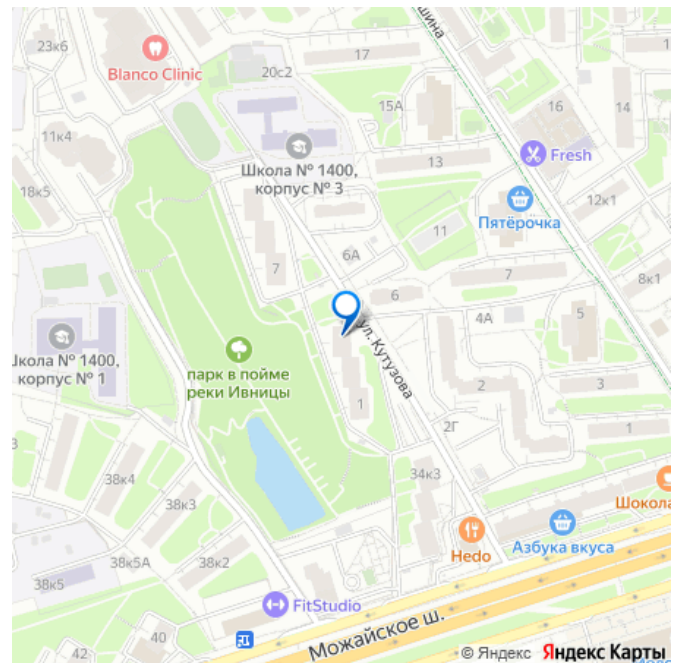 23к6
Blanco Clinic
11к4
18к5
20с2
17
15А
16
14
Fresh
13
Школа № 1400,
корпус № 3
Пятёрочка
12к1
11
6А
7
7
8к1
6
4А
5
ул. Кутузова
Школа № 1400,
корпус № 1
парк в пойме
реки Ивницы
2
3
1
2Г
1
38к4
38к3
34к3
38к5А
38к2
38к5
Hedo
Азбука вкуса
FitStudio
40
42
Можайское ш.
© Яндекс Яндекс Карты